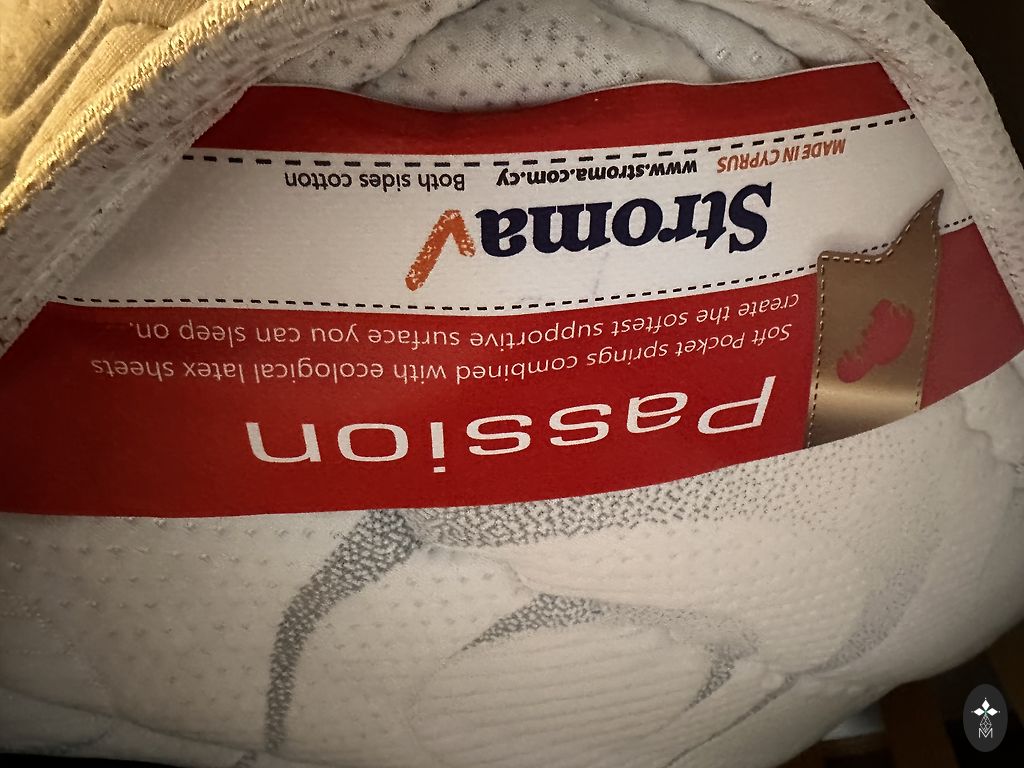 Passion
Soft Pocket springs combined with ecological latex sheets
create the softest supportive surface you can sleep on.
Stroma
MADE IN CYPRUS www.stroma.com.cy Both sides cotton
M